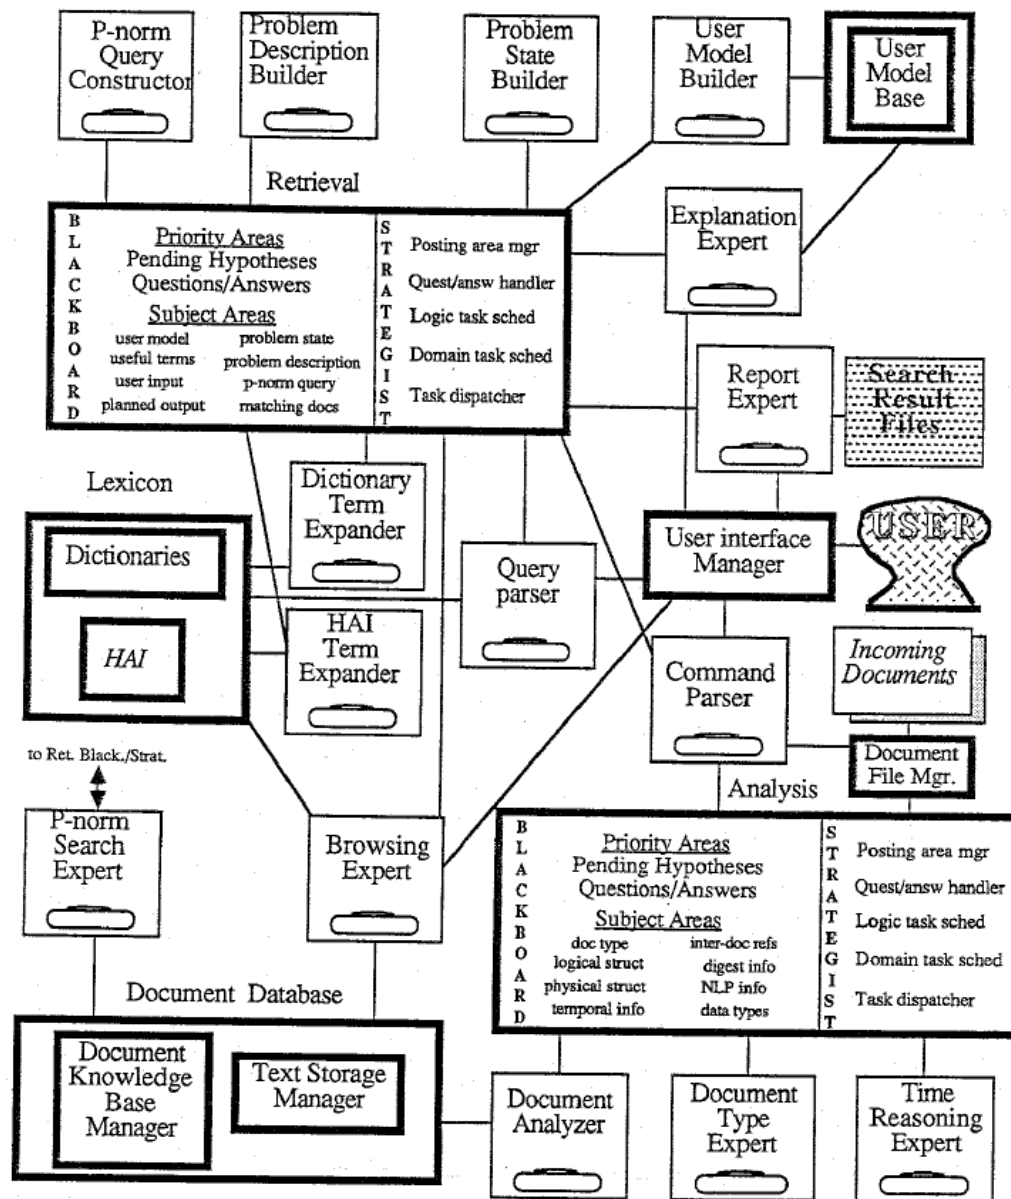 P-norm
Query
Constructor
Problem
Description
Builder
Problem
State
Builder
User
Model
Builder
User
Model
Base
Retrieval
BLACKBOARD
Priority Areas
Pending Hypotheses
Questions/Answers
Subject Areas
user model problem state
useful terms problem description
user input p-norm query
planned output matching docs
STRATEGIST
Posting area mgr
Quest/answ handler
Logic task sched
Domain task sched
Task dispatcher
Explanation
Expert
Report
Expert
Search
Result
Files
Lexicon
Dictionaries
HAI
Dictionary
Term
Expander
HAI
Term
Expander
Query
parser
User interface
Manager
USER
Command
Parser
Incoming
Documents
Document
File Mgr.
to Ret. Black./Strat.
P-norm
Search
Expert
Browsing
Expert
Analysis
BLACKBOARD
Priority Areas
Pending Hypotheses
Questions/Answers
Subject Areas
doc type inter-doc refs
logical struct digest info
physical struct NLP info
temporal info data types
STRATEGIST
Posting area mgr
Quest/answ handler
Logic task sched
Domain task sched
Task dispatcher
Document Database
Document
Knowledge
Base
Manager
Text Storage
Manager
Document
Analyzer
Document
Type
Expert
Time
Reasoning
Expert